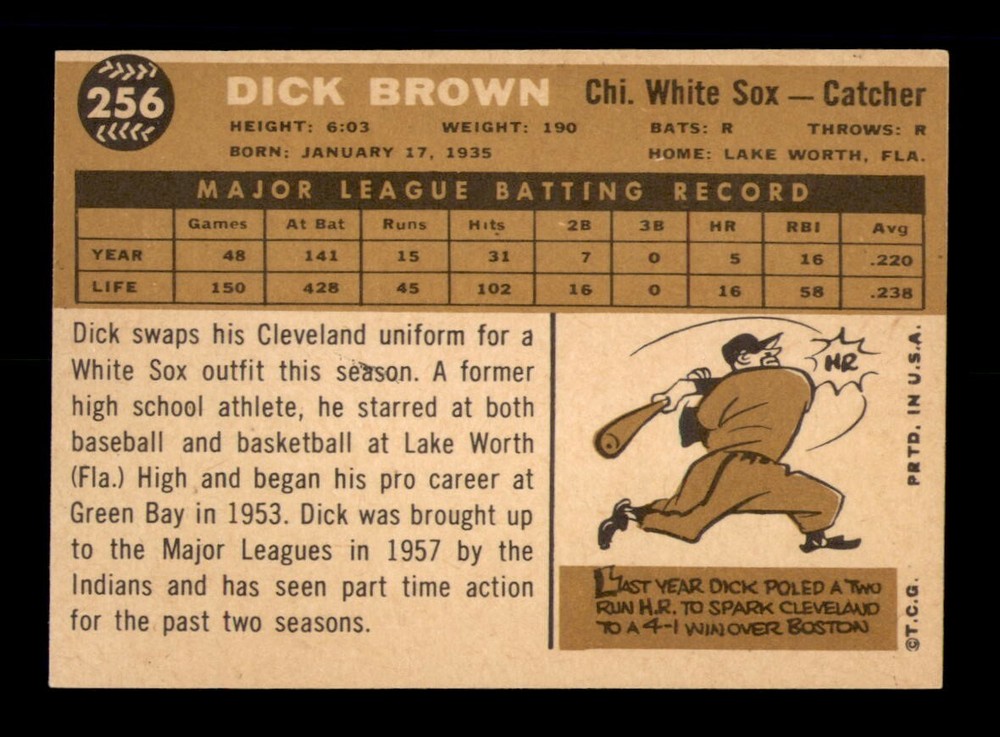 256
DICK BROWN Chi. White Sox — Catcher
HEIGHT: 6:03 WEIGHT: 190 BATS: R THROWS: R
BORN: JANUARY 17, 1935 HOME: LAKE WORTH, FLA.
MAJOR LEAGUE BATTING RECORD
Games At Bat Runs Hits 2B 3B HR RBI Avg
YEAR 48 141 15 31 7 0 5 16 .220
LIFE 150 428 45 102 16 0 16 58 .238
Dick swaps his Cleveland uniform for a
White Sox outfit this season. A former
high school athlete, he starred at both
baseball and basketball at Lake Worth
(Fla.) High and began his pro career at
Green Bay in 1953. Dick was brought up
to the Major Leagues in 1957 by the
Indians and has seen part time action
for the past two seasons.
HR
LAST YEAR DICK POLED A TWO
RUN H.R. TO SPARK CLEVELAND
TO A 4-1 WIN OVER BOSTON
©T.C.G. PRTD. IN U.S.A.